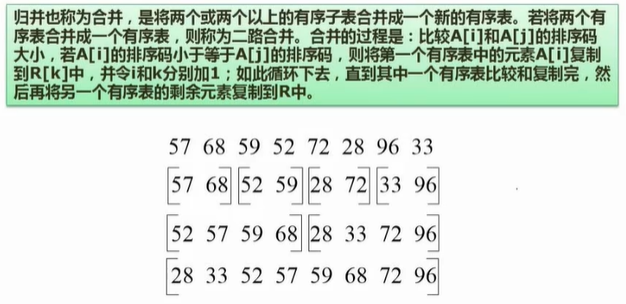 归并也称为合并，是将两个或两个以上的有序子表合并成一个新的有序表。若将两个有
序表合并成一个有序表，则称为二路合并。合并的过程是：比较A[i]和A[j]的排序码
大小，若A[i]的排序码小于等于A[j]的排序码，则将第一个有序表中的元素A[i]复制
到R[k]中，并令i和k分别加1；如此循环下去，直到其中一个有序表比较和复制完，然
后再将另一个有序表的剩余元素复制到R中。
57 68 59 52 72 28 96 33
[57 68] [52 59] [28 72] [33 96]
[52 57 59 68] [28 33 72 96]
[28 33 52 57 59 68 72 96]